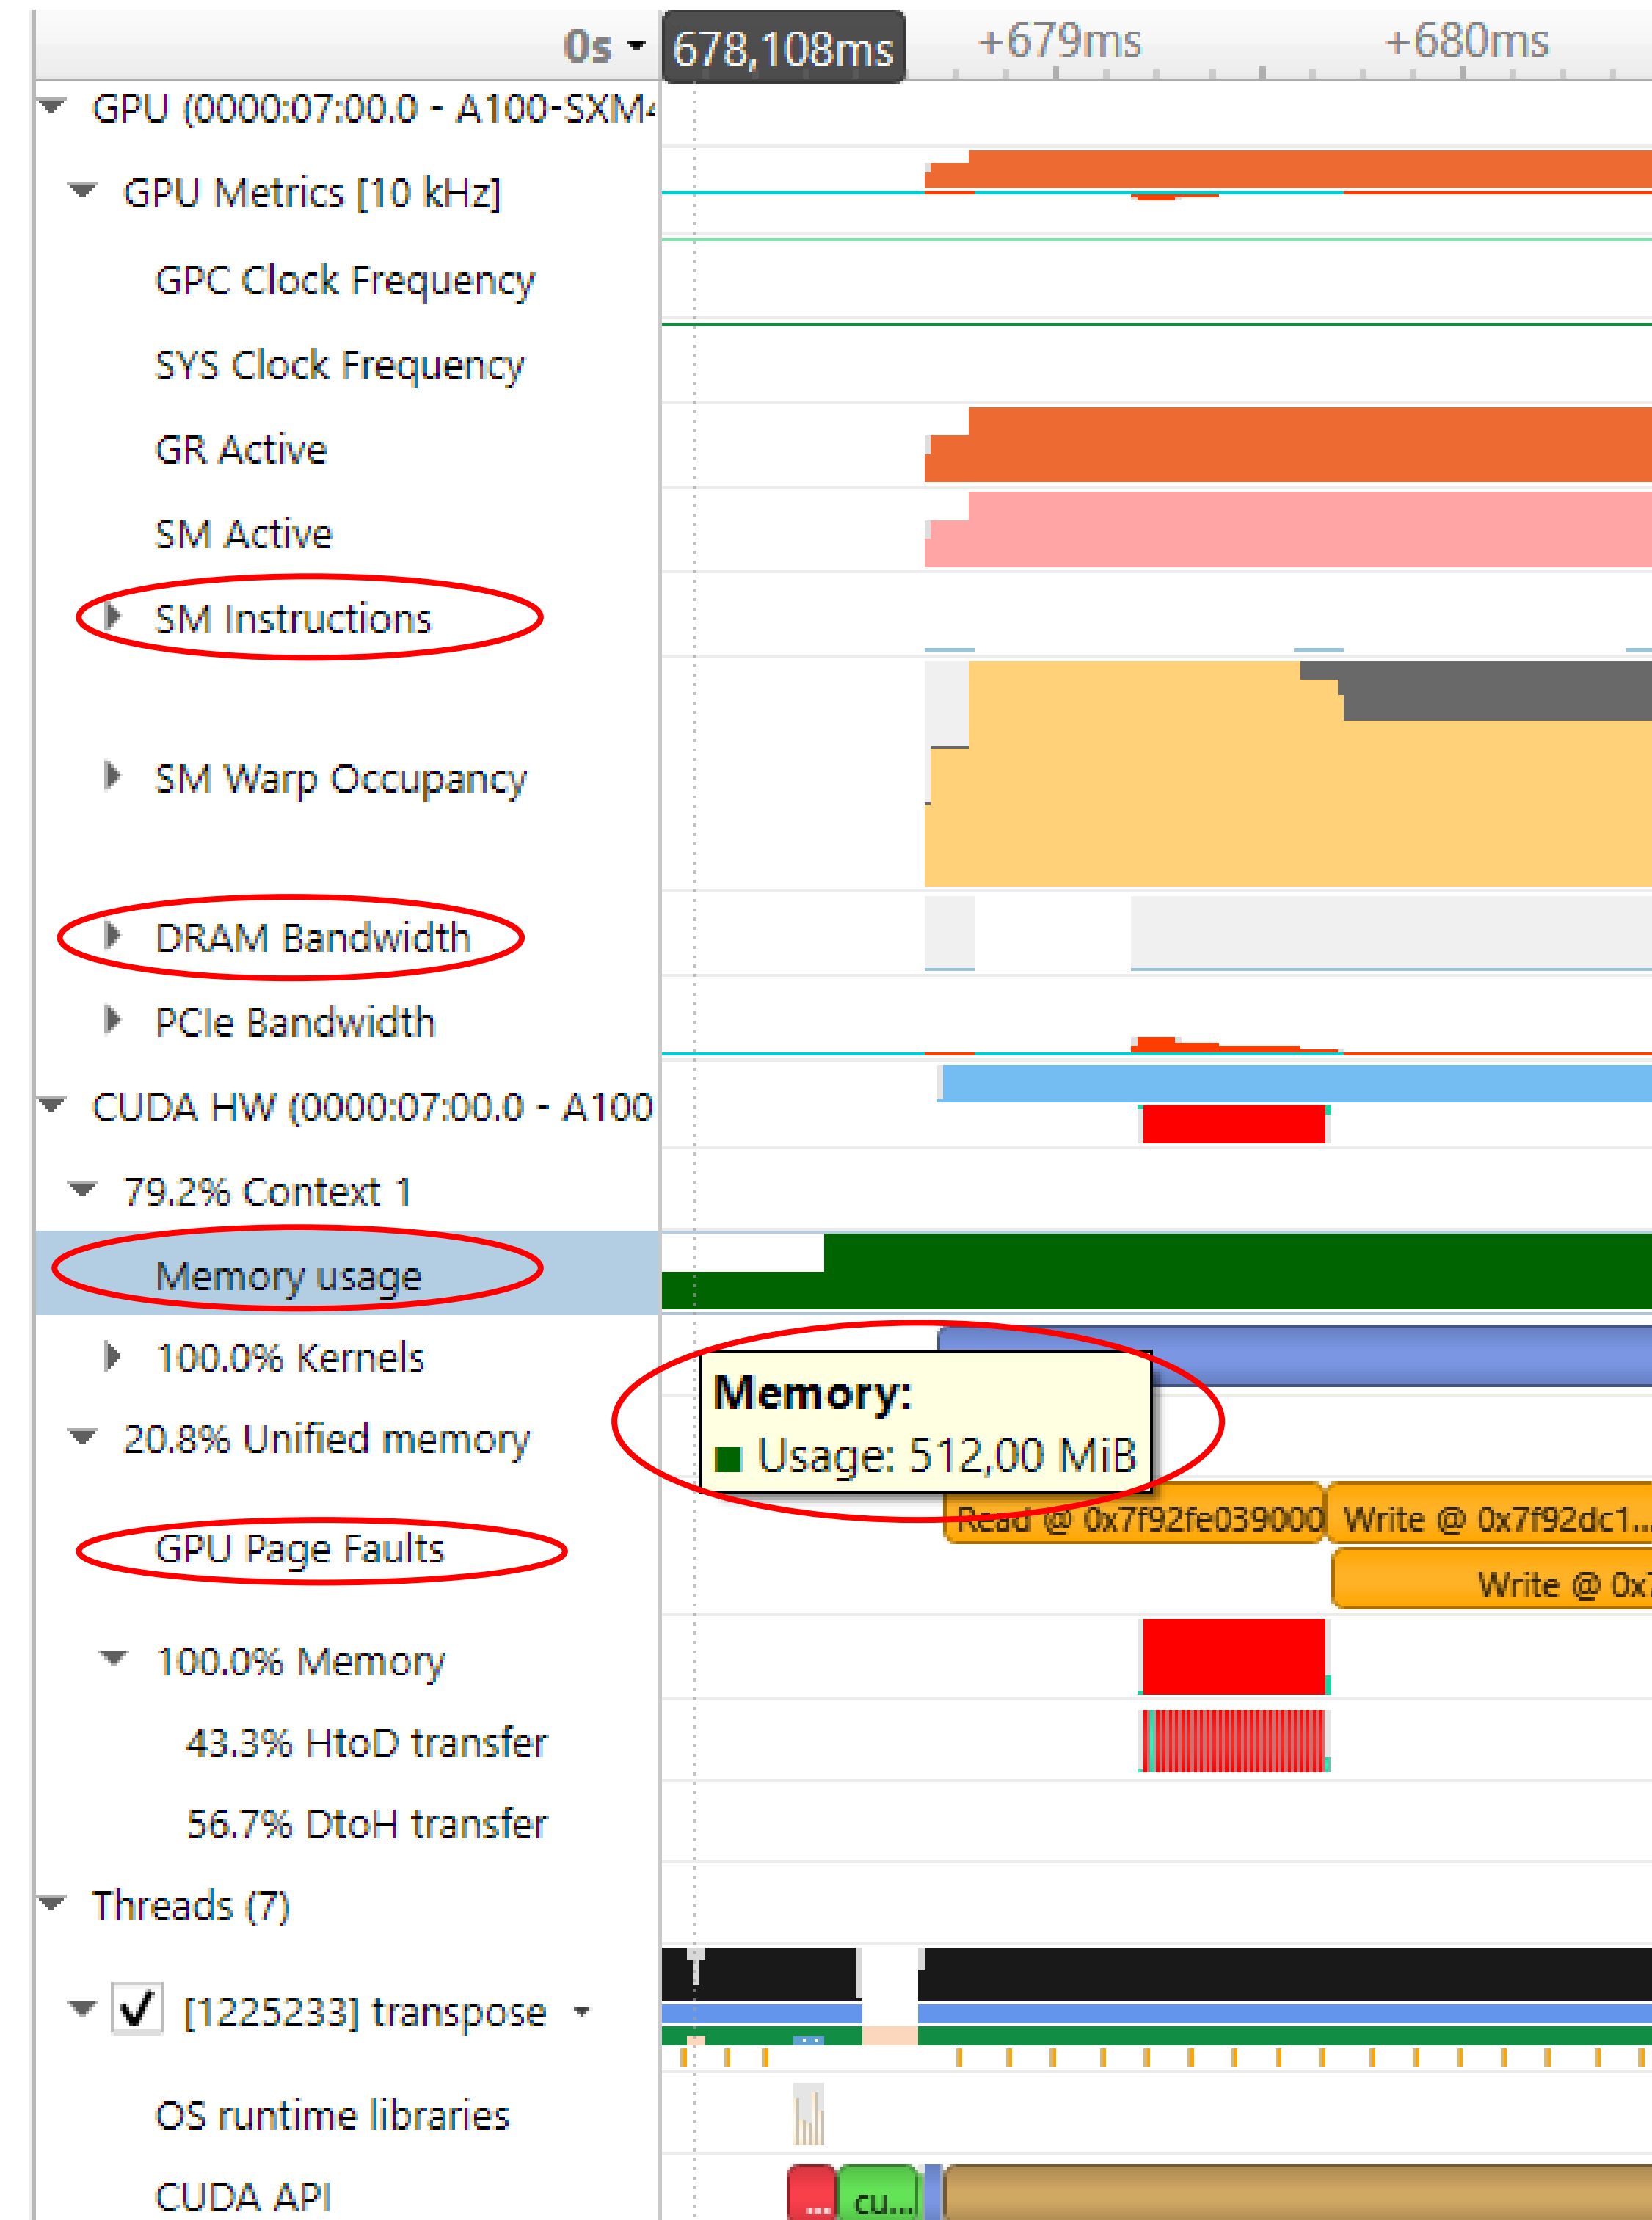 0s 678,108ms +679ms +680ms
GPU (0000:07:00.0 - A100-SXM4
GPU Metrics [10 kHz]
GPC Clock Frequency
SYS Clock Frequency
GR Active
SM Active
SM Instructions
SM Warp Occupancy
DRAM Bandwidth
PCIe Bandwidth
CUDA HW (0000:07:00.0 - A100
79.2% Context 1
Memory usage
100.0% Kernels
Memory:
20.8% Unified memory
Usage: 512,00 MiB
Read @ 0x7f92fe039000 Write @ 0x7f92dc1...
GPU Page Faults
Write @ 0x7
100.0% Memory
43.3% HtoD transfer
56.7% DtoH transfer
Threads (7)
[1225233] transpose
OS runtime libraries
CUDA API
... cu...